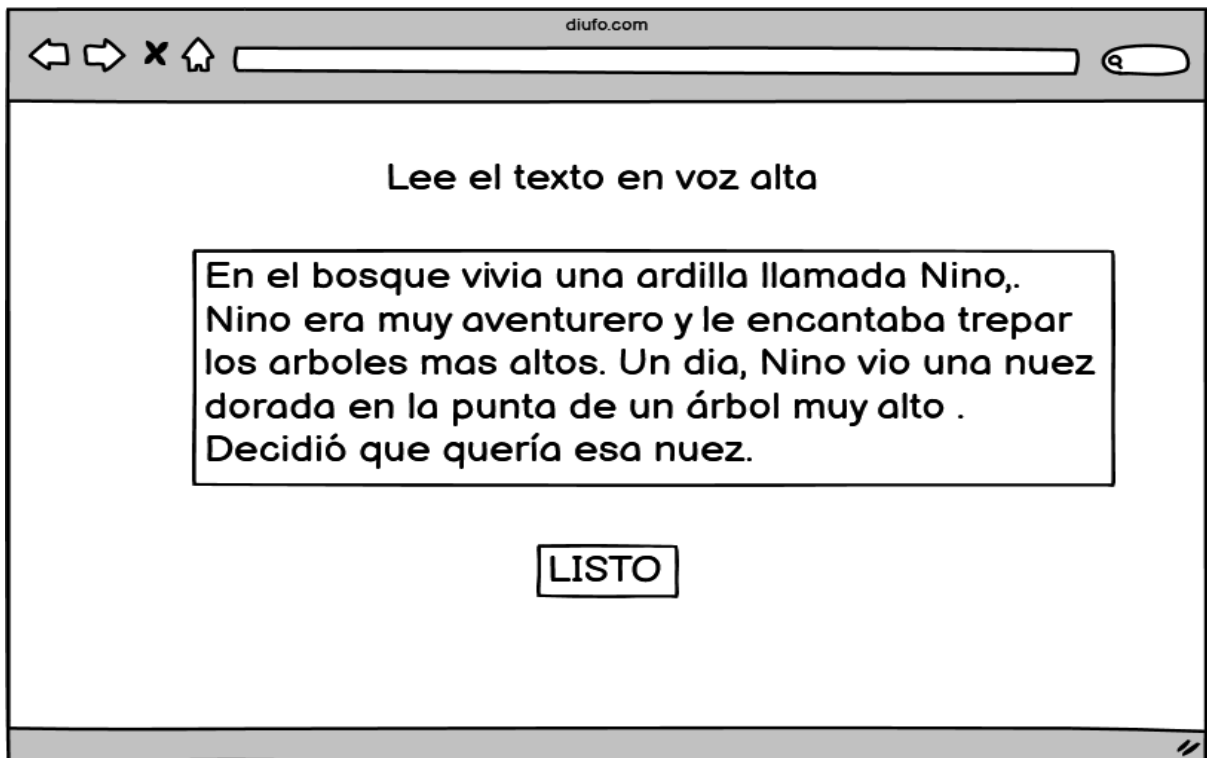 diufo.com
Lee el texto en voz alta
En el bosque vivia una ardilla llamada Nino,.
Nino era muy aventurero y le encantaba trepar
los arboles mas altos. Un dia, Nino vio una nuez
dorada en la punta de un árbol muy alto .
Decidió que quería esa nuez.
LISTO